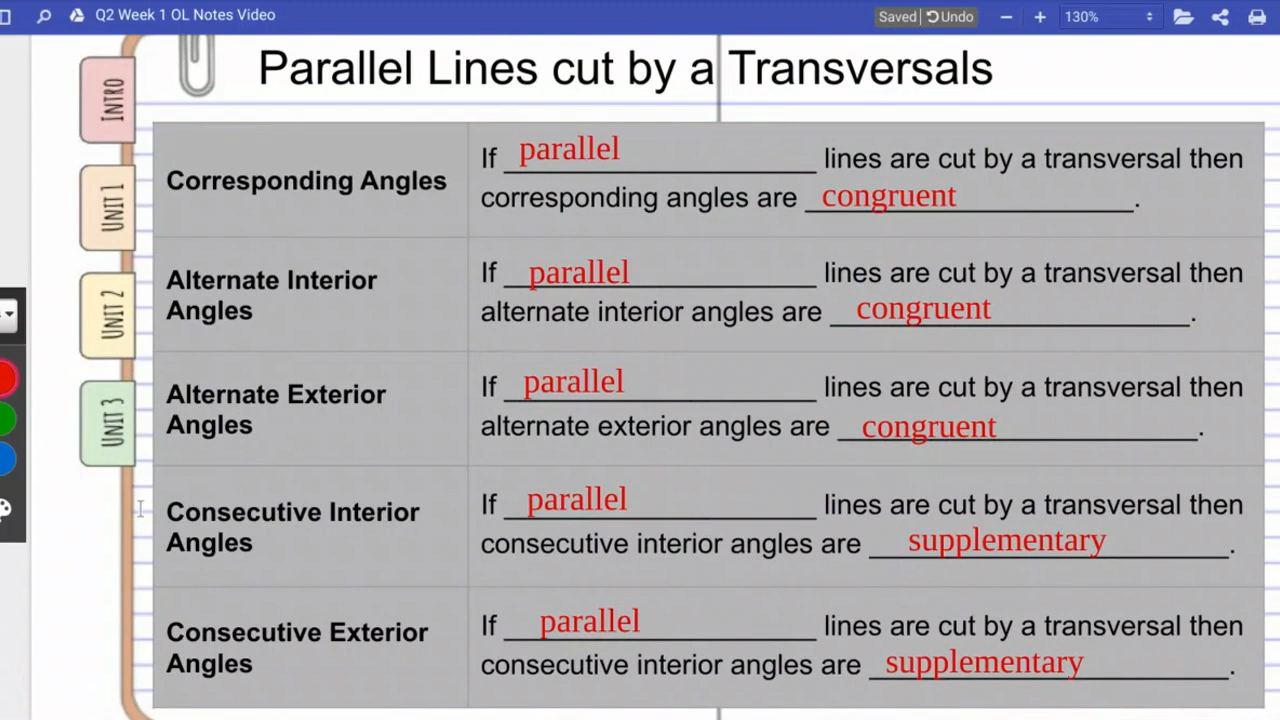 Q2 Week 1 OL Notes Video
Saved Undo
130%
Parallel Lines cut by a Transversals
INTRO
UNIT 1
UNIT 2
UNIT 3
Corresponding Angles
If parallel lines are cut by a transversal then
corresponding angles are congruent.
Alternate Interior
Angles
If parallel lines are cut by a transversal then
alternate interior angles are congruent.
Alternate Exterior
Angles
If parallel lines are cut by a transversal then
alternate exterior angles are congruent.
Consecutive Interior
Angles
If parallel lines are cut by a transversal then
consecutive interior angles are supplementary.
Consecutive Exterior
Angles
If parallel lines are cut by a transversal then
consecutive interior angles are supplementary.